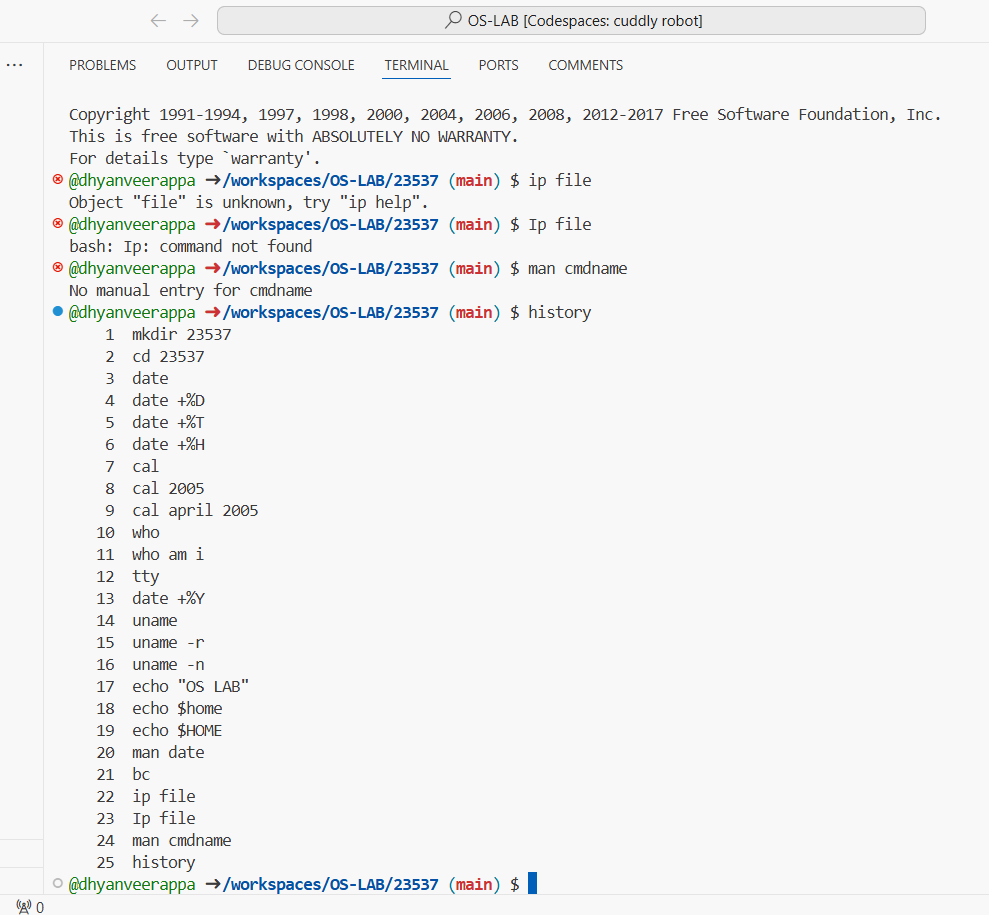 OS-LAB [Codespaces: cuddly robot]
PROBLEMS OUTPUT DEBUG CONSOLE TERMINAL PORTS COMMENTS
Copyright 1991-1994, 1997, 1998, 2000, 2004, 2006, 2008, 2012-2017 Free Software Foundation, Inc.
This is free software with ABSOLUTELY NO WARRANTY.
For details type `warranty'.
@dhyanveerappa ➜/workspaces/OS-LAB/23537 (main) $ ip file
Object "file" is unknown, try "ip help".
@dhyanveerappa ➜/workspaces/OS-LAB/23537 (main) $ Ip file
bash: Ip: command not found
@dhyanveerappa ➜/workspaces/OS-LAB/23537 (main) $ man cmdname
No manual entry for cmdname
@dhyanveerappa ➜/workspaces/OS-LAB/23537 (main) $ history
1 mkdir 23537
2 cd 23537
3 date
4 date +%D
5 date +%T
6 date +%H
7 cal
8 cal 2005
9 cal april 2005
10 who
11 who am i
12 tty
13 date +%Y
14 uname
15 uname -r
16 uname -n
17 echo "OS LAB"
18 echo $home
19 echo $HOME
20 man date
21 bc
22 ip file
23 Ip file
24 man cmdname
25 history
@dhyanveerappa ➜/workspaces/OS-LAB/23537 (main) $
0